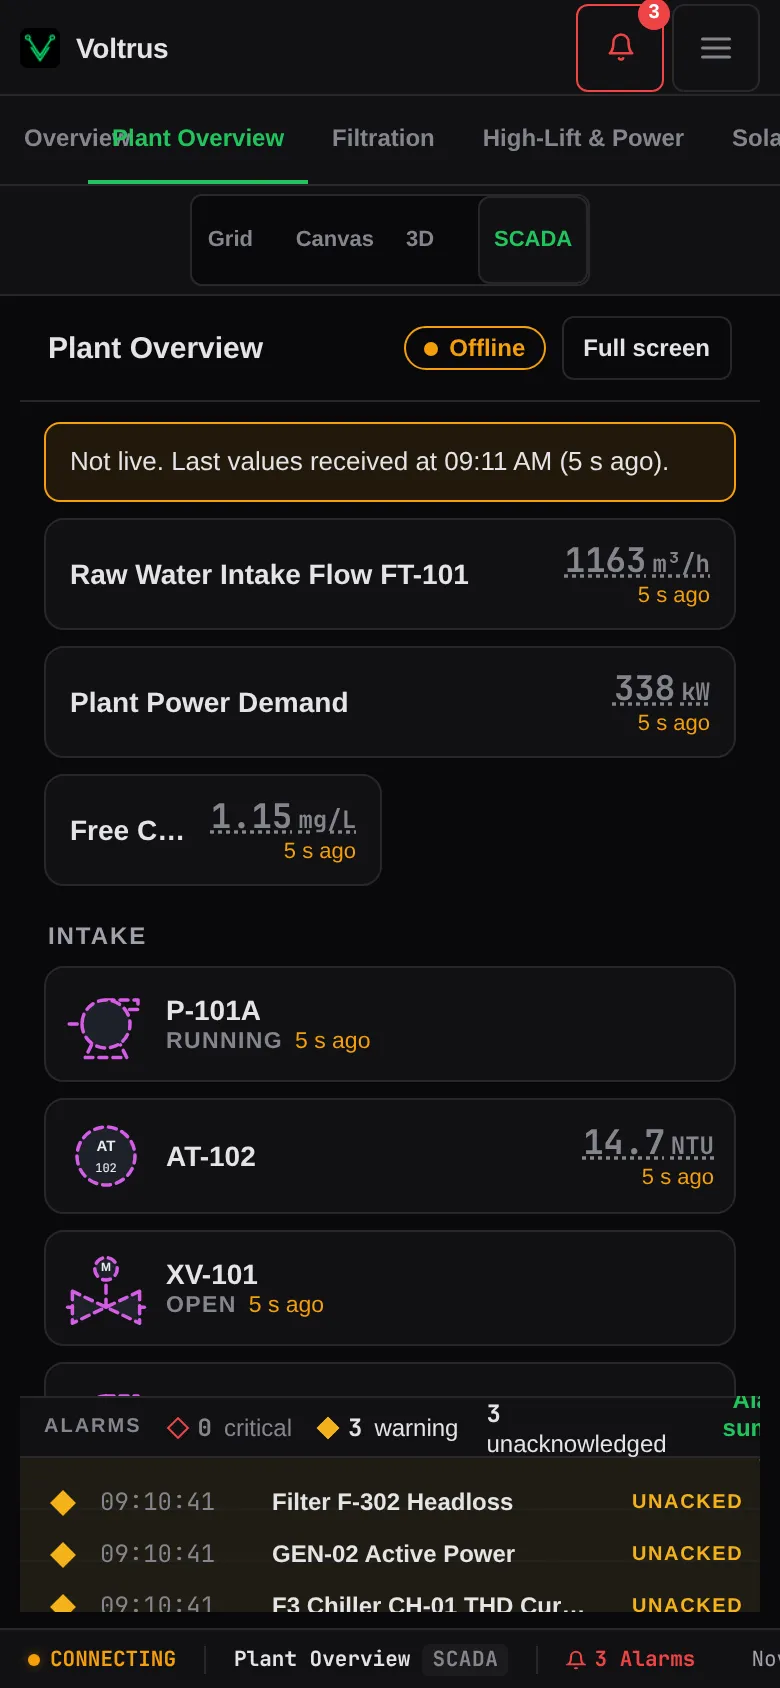 3
Voltrus
Overview Plant Overview Filtration High-Lift & Power Sola
Grid Canvas 3D SCADA
Plant Overview Offline Full screen
Not live. Last values received at 09:11 AM (5 s ago).
Raw Water Intake Flow FT-101 1163 m³/h
5 s ago
Plant Power Demand 338 kW
5 s ago
Free C... 1.15 mg/L
5 s ago
INTAKE
P-101A
RUNNING 5 s ago
AT
102
AT-102
14.7 NTU
5 s ago
M
XV-101
OPEN 5 s ago
ALARMS 0 critical 3 warning 3 unacknowledged
09:10:41 Filter F-302 Headloss UNACKED
09:10:41 GEN-02 Active Power UNACKED
09:10:41 F3 Chiller CH-01 THD Cur... UNACKED
CONNECTING Plant Overview SCADA 3 Alarms